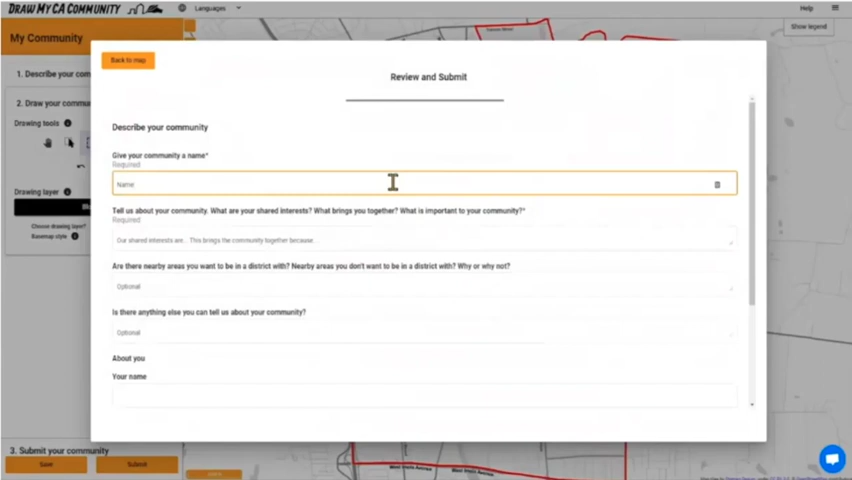 DRAW MY CA COMMUNITY
Languages
Help
My Community
Show legend
Back to map
Review and Submit
1. Describe your com
2. Draw your commu
Drawing tools
Drawing layer
Blo
Choose drawing layer?
Basemap style
Describe your community
Give your community a name*
Required
Name
Tell us about your community. What are your shared interests? What brings you together? What is important to your community?*
Required
Our shared interests are... This brings the community together because...
Are there nearby areas you want to be in a district with? Nearby areas you don't want to be in a district with? Why or why not?
Optional
Is there anything else you can tell us about your community?
Optional
About you
Your name
3. Submit your community
Save
Submit